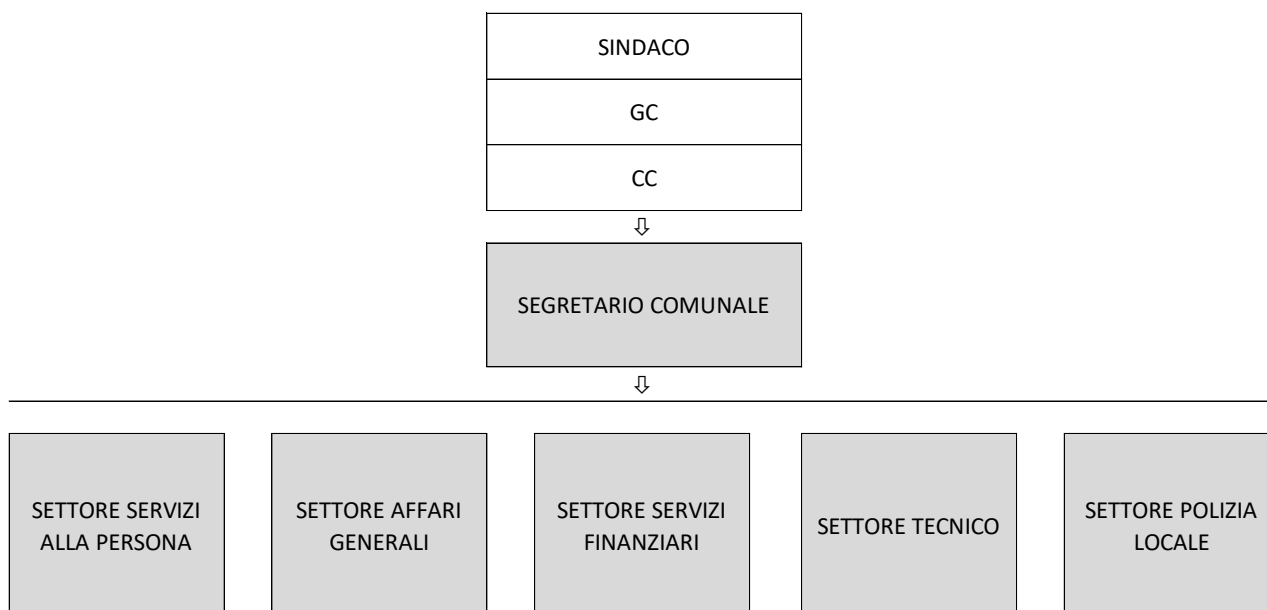 SINDACO
GC
CC
⇩
SEGRETARIO COMUNALE
⇩
SETTORE SERVIZI
ALLA PERSONA
SETTORE AFFARI
GENERALI
SETTORE SERVIZI
FINANZIARI
SETTORE TECNICO
SETTORE POLIZIA
LOCALE